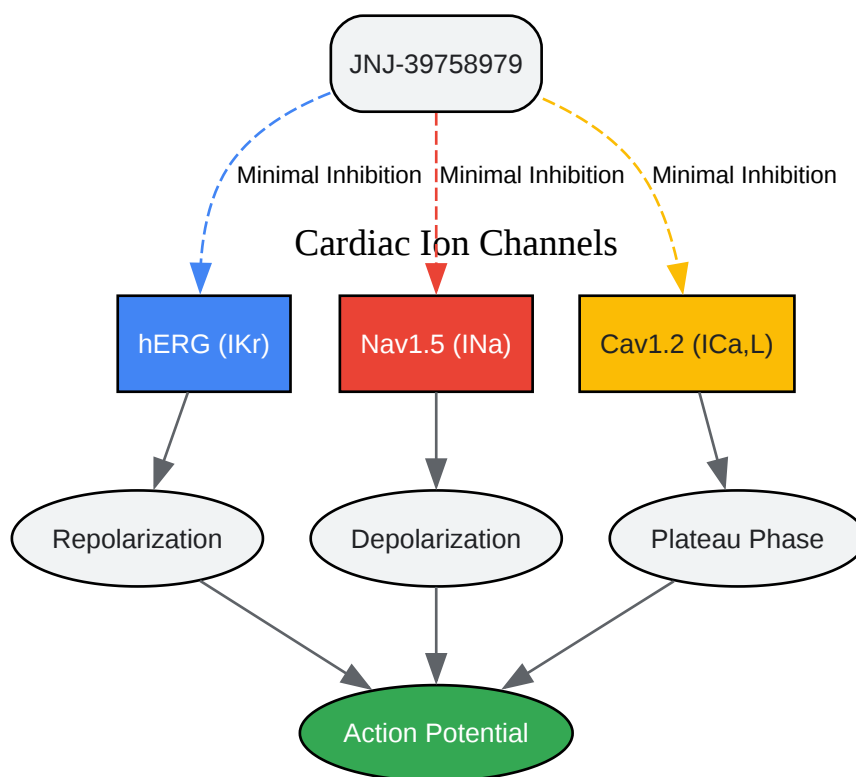 JNJ-39758979
Minimal Inhibition
Minimal Inhibition
Minimal Inhibition
Cardiac Ion Channels
hERG (IKr)
Nav1.5 (INa)
Cav1.2 (ICa,L)
Repolarization
Depolarization
Plateau Phase
Action Potential